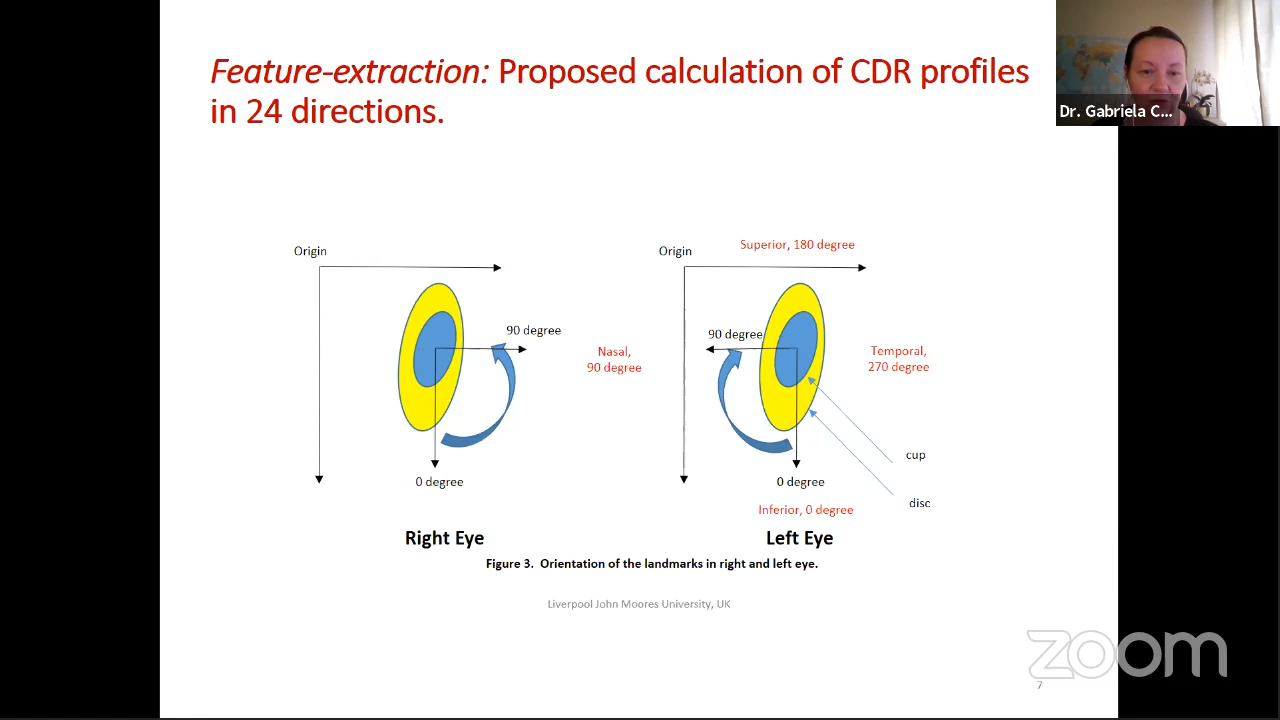 Feature-extraction: Proposed calculation of CDR profiles
in 24 directions.
Dr. Gabriela C...
Origin
90 degree
0 degree
Right Eye
Nasal,
90 degree
Origin
Superior, 180 degree
90 degree
Temporal,
270 degree
cup
disc
0 degree
Inferior, 0 degree
Left Eye
Figure 3. Orientation of the landmarks in right and left eye.
Liverpool John Moores University, UK
zoom
7